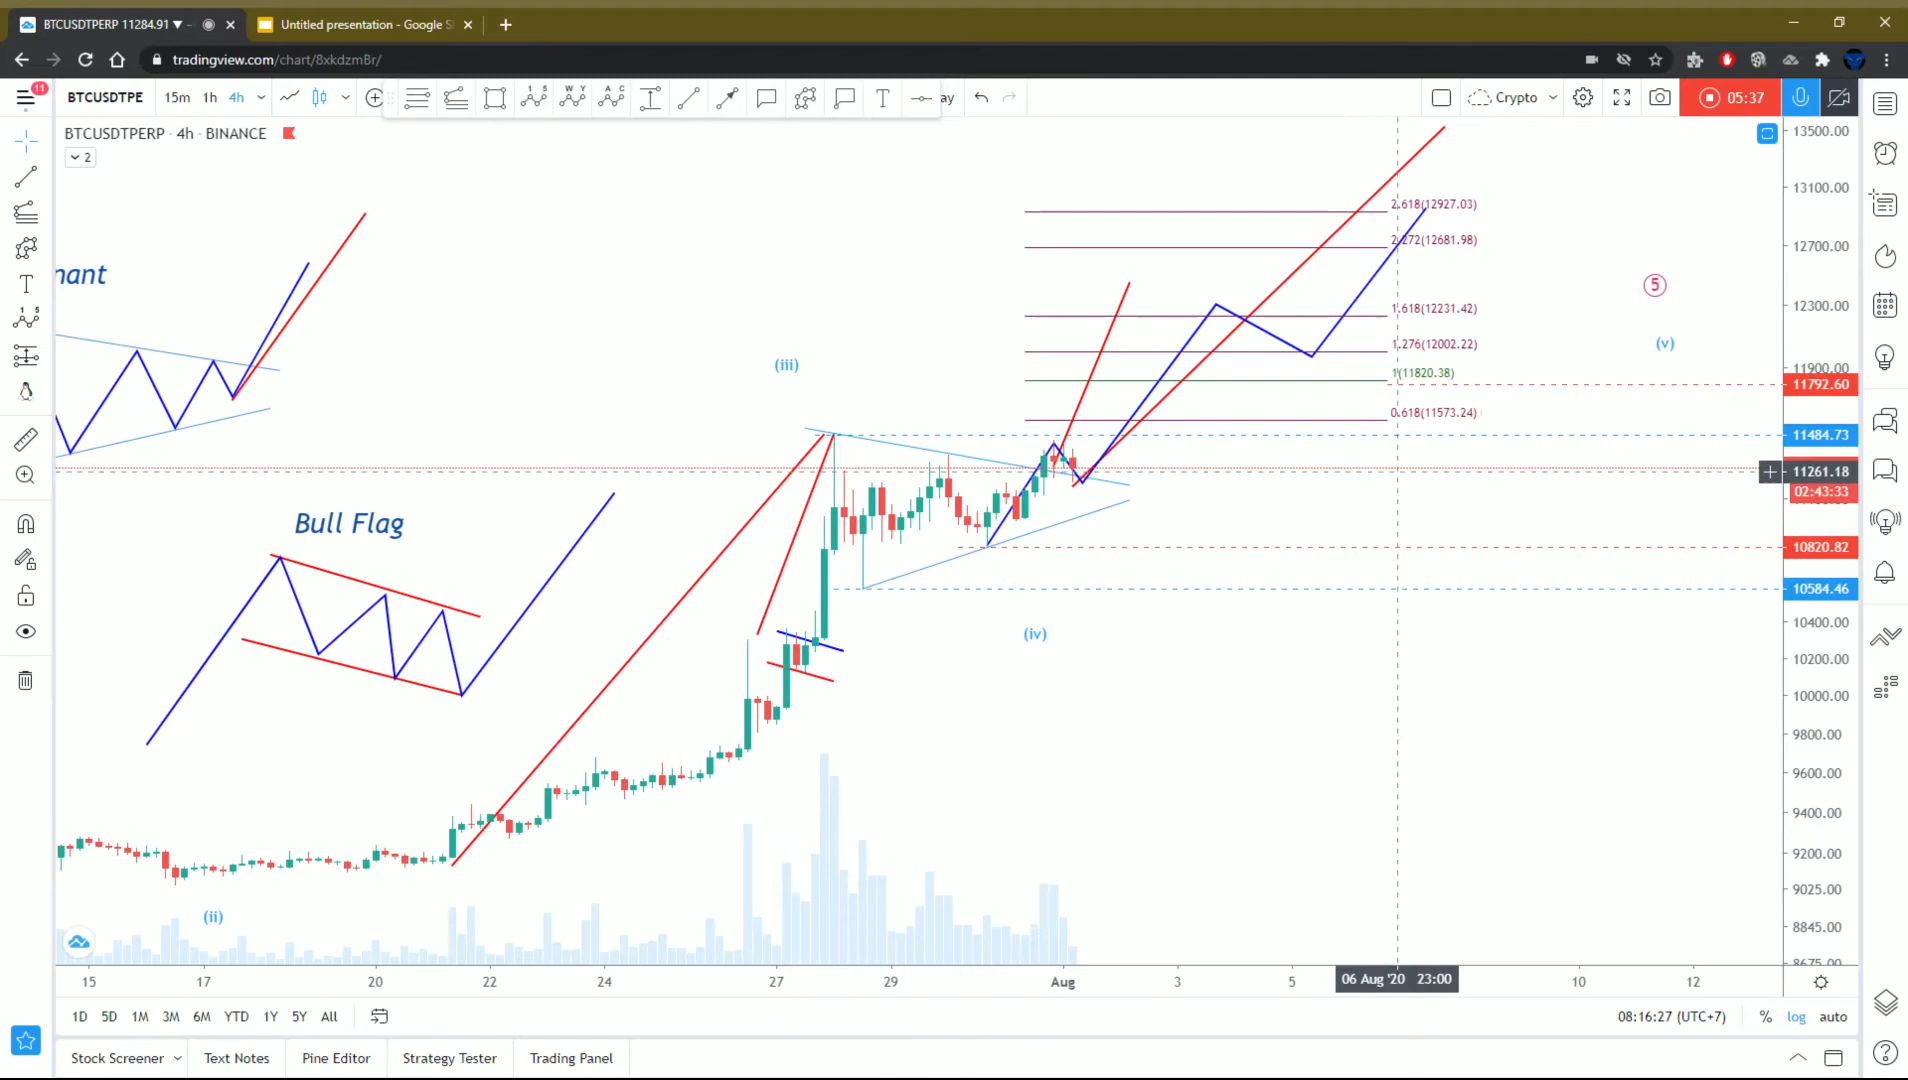 BTCUSDTPERP 11284.91 ▼ -
Untitled presentation - Google S
tradingview.com/chart/8xkdzmBr/
11
BTCUSDTPE 15m 1h 4h ay Crypto 05:37
BTCUSDTPERP · 4h · BINANCE
2
nant
Bull Flag
(ii)
(iii)
(iv)
(v)
5
2.618(12927.03)
2.272(12681.98)
1.618(12231.42)
1.276(12002.22)
1(11820.38)
0.618(11573.24)
13500.00
13100.00
12700.00
12300.00
11900.00
11792.60
11484.73
11261.18
02:43:33
10820.82
10584.46
10400.00
10200.00
10000.00
9800.00
9600.00
9400.00
9200.00
9025.00
8845.00
8675.00
15 17 20 22 24 27 29 Aug 3 5 06 Aug '20 23:00 10 12
1D 5D 1M 3M 6M YTD 1Y 5Y All 08:16:27 (UTC+7) % log auto
Stock Screener Text Notes Pine Editor Strategy Tester Trading Panel